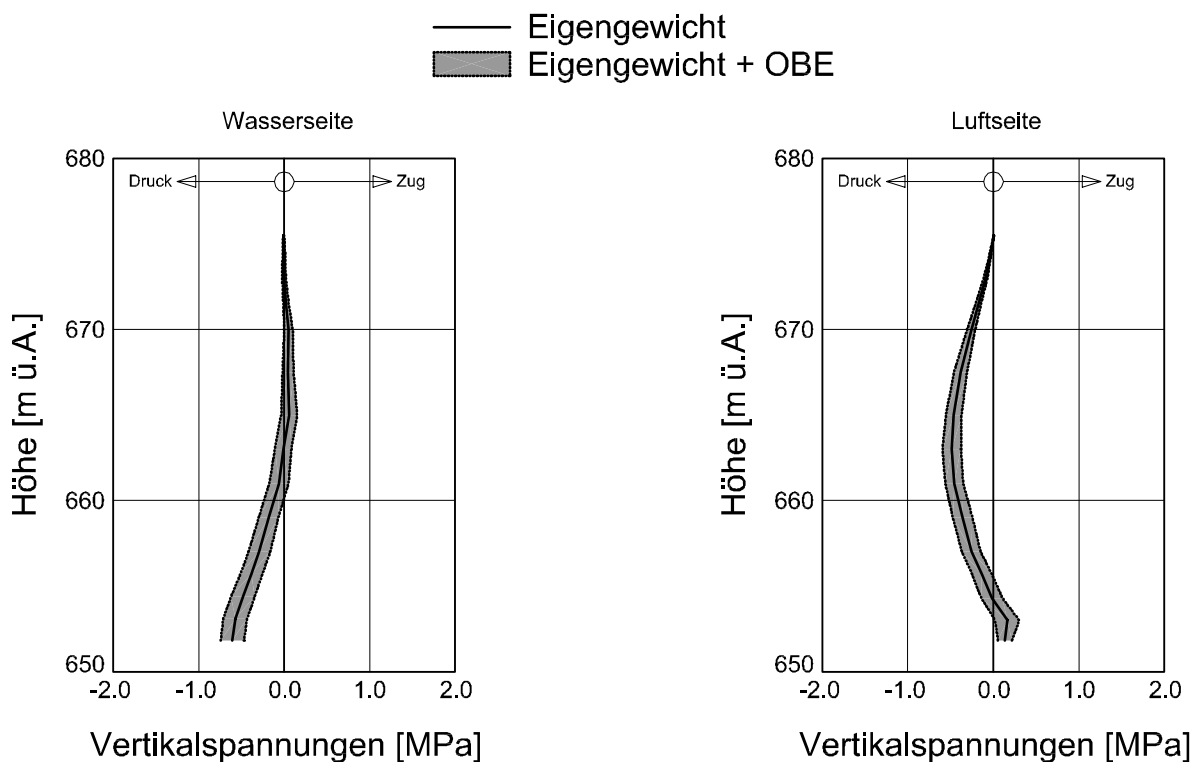 Eigengewicht
Eigengewicht + OBE
Wasserseite
680
Druck
Zug
670
660
650
-2.0 -1.0 0.0 1.0 2.0
Höhe [m ü.A.]
Vertikalspannungen [MPa]
Luftseite
680
Druck
Zug
670
660
650
-2.0 -1.0 0.0 1.0 2.0
Höhe [m ü.A.]
Vertikalspannungen [MPa]